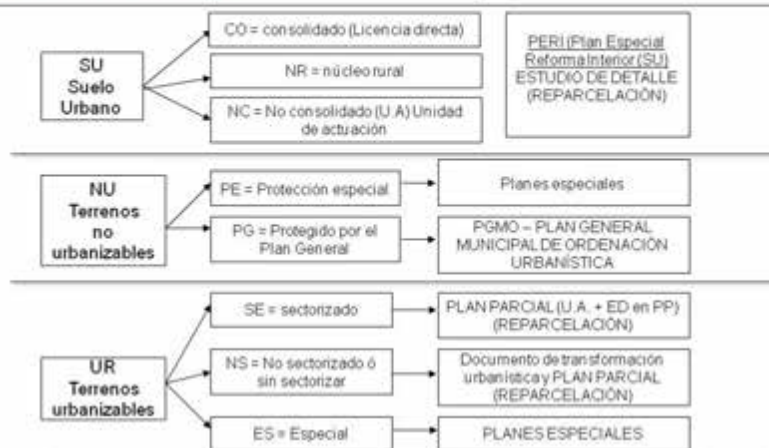 SU
Suelo
Urbano
CO = consolidado (Licencia directa)
NR = núcleo rural
NC = No consolidado (U.A) Unidad
de actuación
PERI (Plan Especial
Reforma Interior (SU)
ESTUDIO DE DETALLE
(REPARCELACIÓN)
NU
Terrenos
no
urbanizables
PE = Protección especial
Planes especiales
PG = Protegido por el
Plan General
PGMO – PLAN GENERAL
MUNICIPAL DE ORDENACIÓN
URBANÍSTICA
UR
Terrenos
urbanizables
SE = sectorizado
PLAN PARCIAL (U.A. + ED en PP)
(REPARCELACIÓN)
NS = No sectorizado ó
sin sectorizar
Documento de transformación
urbanística y PLAN PARCIAL
(REPARCELACIÓN)
ES = Especial
PLANES ESPECIALES